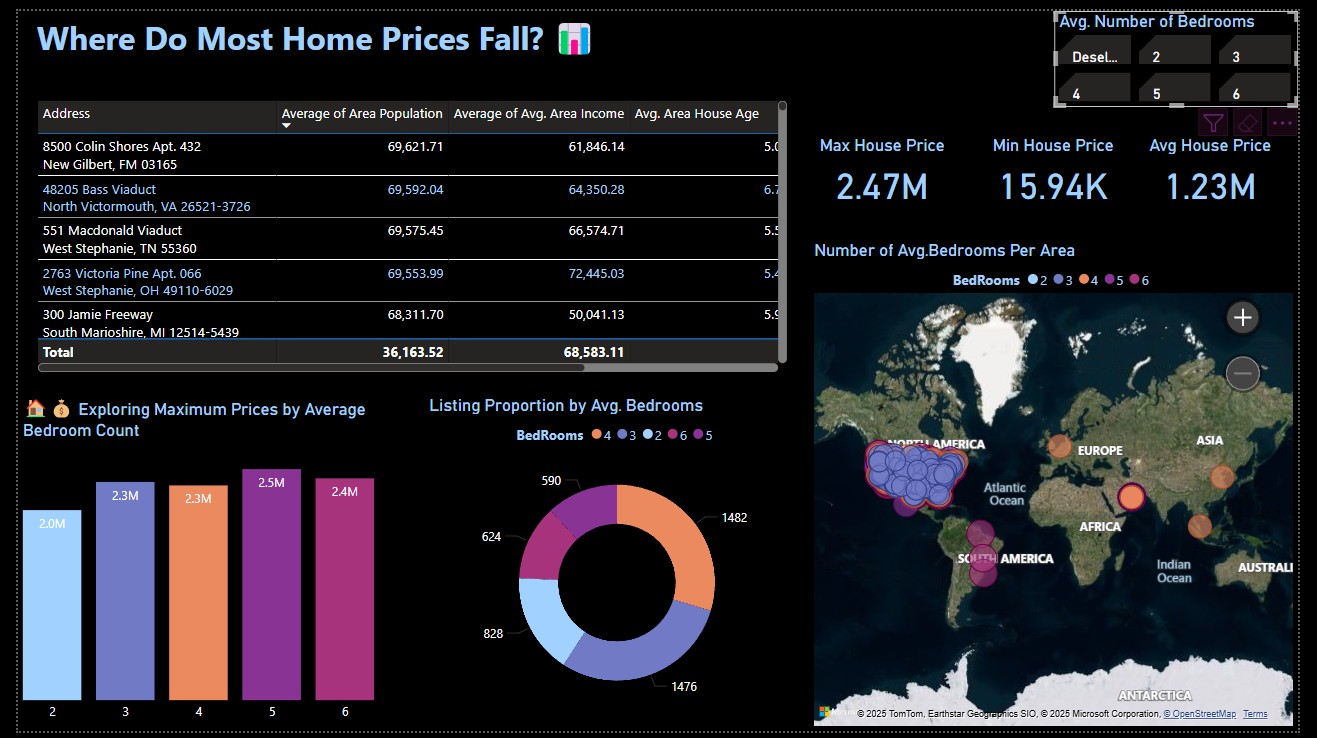 Where Do Most Home Prices Fall?
Avg. Number of Bedrooms
Desel... 2 3
4 5 6
Address Average of Area Population Average of Avg. Area Income Avg. Area House Age
8500 Colin Shores Apt. 432
New Gilbert, FM 03165 69,621.71 61,846.14 5.0
48205 Bass Viaduct
North Victormouth, VA 26521-3726 69,592.04 64,350.28 6.7
551 Macdonald Viaduct
West Stephanie, TN 55360 69,575.45 66,574.71 5.5
2763 Victoria Pine Apt. 066
West Stephanie, OH 49110-6029 69,553.99 72,445.03 5.4
300 Jamie Freeway
South Marioshire, MI 12514-5439 68,311.70 50,041.13 5.9
Total 36,163.52 68,583.11
Max House Price Min House Price Avg House Price
2.47M 15.94K 1.23M
Number of Avg.Bedrooms Per Area
BedRooms 2 3 4 5 6
NORTH AMERICA
EUROPE
ASIA
Atlantic
Ocean
AFRICA
SOUTH AMERICA
Indian
Ocean
AUSTRALI
ANTARCTICA
© 2025 TomTom, Earthstar Geographics SIO, © 2025 Microsoft Corporation, © OpenStreetMap Terms
Exploring Maximum Prices by Average
Bedroom Count
2.0M 2.3M 2.3M 2.5M 2.4M
2 3 4 5 6
Listing Proportion by Avg. Bedrooms
BedRooms 4 3 2 6 5
590
1482
624
828
1476